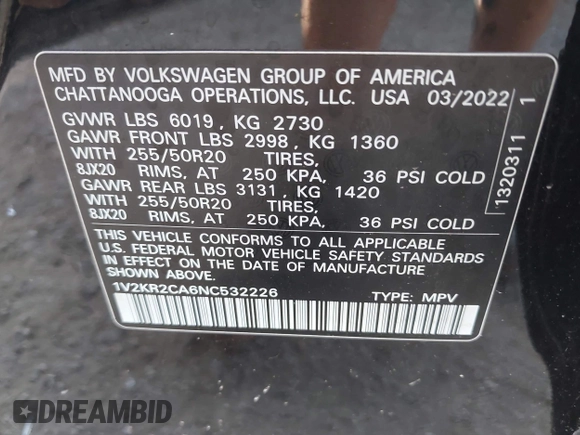 MFD BY VOLKSWAGEN GROUP OF AMERICA
CHATTANOOGA OPERATIONS, LLC. USA 03/2022
GVWR LBS 6019, KG 2730
GAWR FRONT LBS 2998, KG 1360
WITH 255/50R20 TIRES,
8JX20 RIMS, AT 250 KPA, 36 PSI COLD
GAWR REAR LBS 3131, KG 1420
WITH 255/50R20 TIRES,
8JX20 RIMS, AT 250 KPA, 36 PSI COLD
THIS VEHICLE CONFORMS TO ALL APPLICABLE
U.S. FEDERAL MOTOR VEHICLE SAFETY STANDARDS
IN EFFECT ON THE DATE OF MANUFACTURE
SHOWN ABOVE.
1V2KR2CA6NC532226 TYPE: MPV
1320311 1
DREAMBID